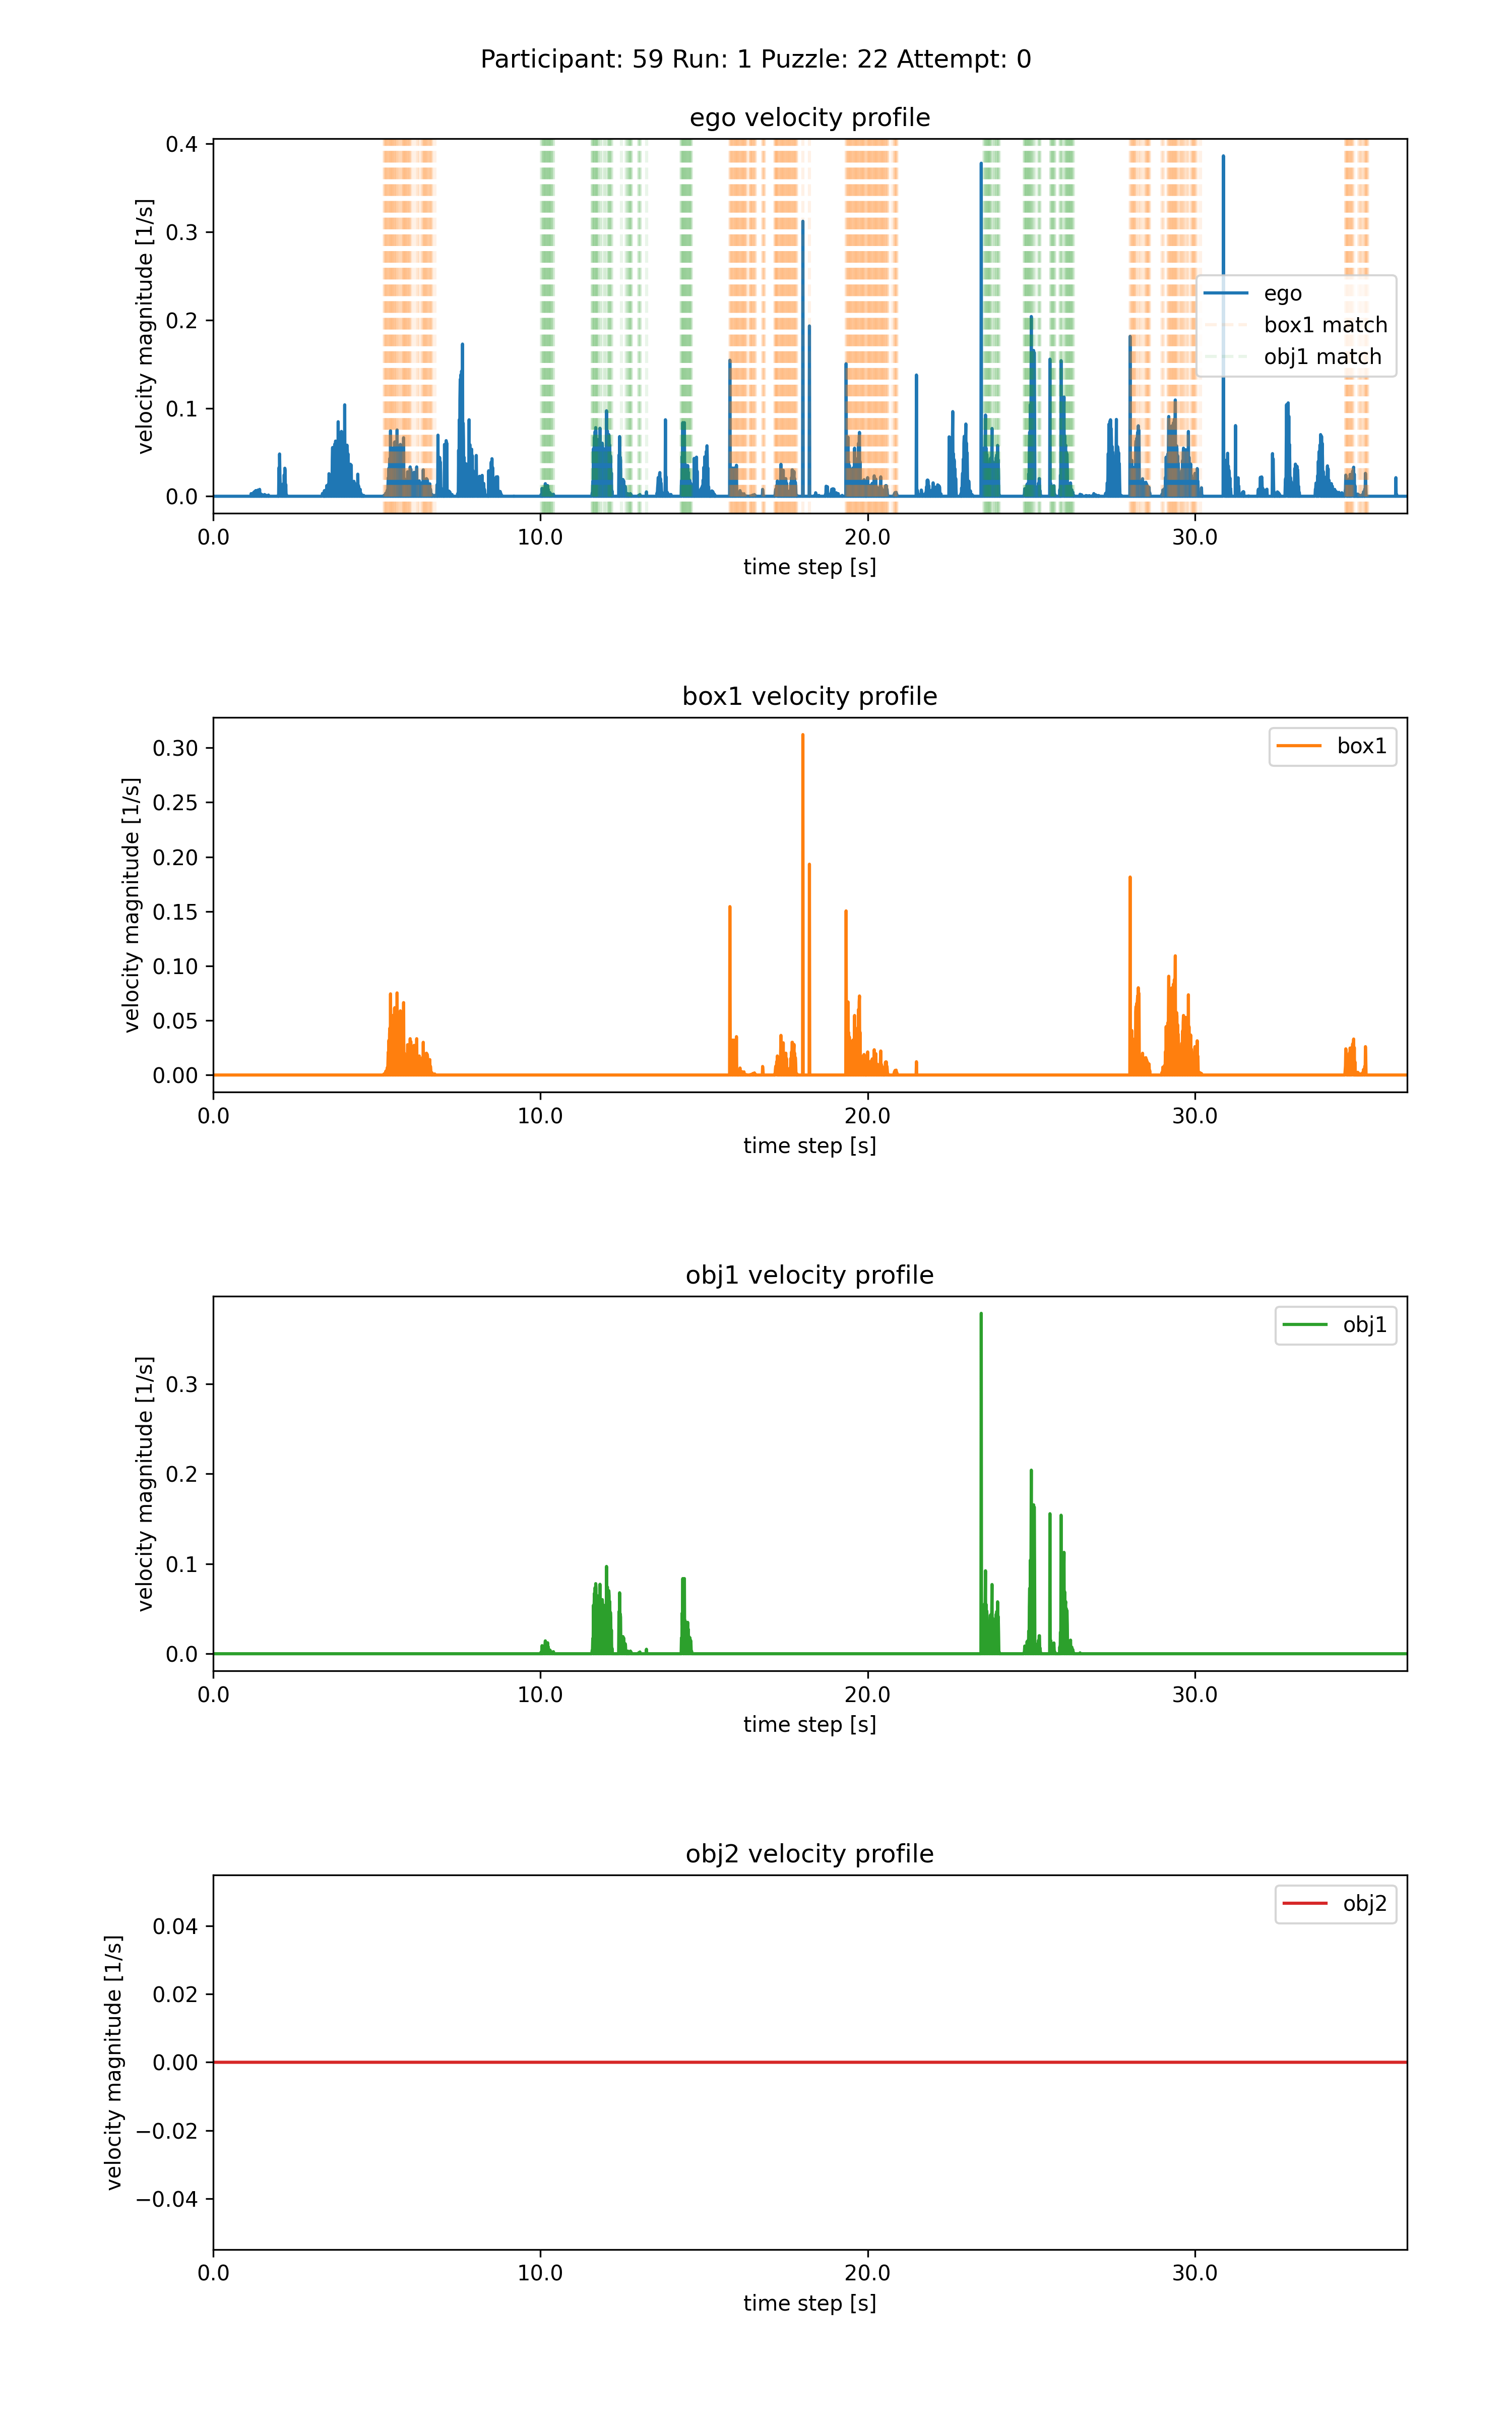 Participant: 59 Run: 1 Puzzle: 22 Attempt: 0
ego velocity profile
velocity magnitude [1/s]
0.4
0.3
0.2
0.1
0.0
ego
box1 match
obj1 match
0.0 10.0 20.0 30.0
time step [s]
box1 velocity profile
velocity magnitude [1/s]
0.30
0.25
0.20
0.15
0.10
0.05
0.00
box1
0.0 10.0 20.0 30.0
time step [s]
obj1 velocity profile
velocity magnitude [1/s]
0.3
0.2
0.1
0.0
obj1
0.0 10.0 20.0 30.0
time step [s]
obj2 velocity profile
velocity magnitude [1/s]
0.04
0.02
0.00
−0.02
−0.04
obj2
0.0 10.0 20.0 30.0
time step [s]